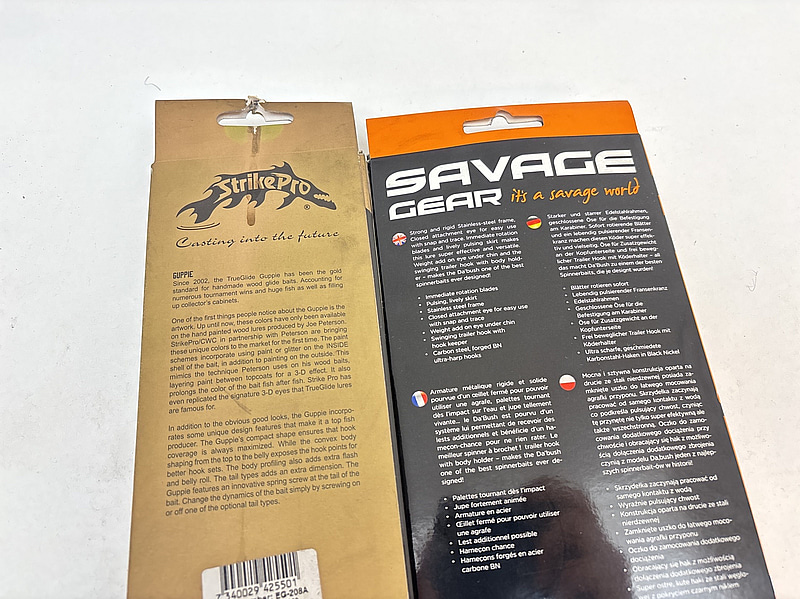 StrikePro
®
Casting into the future
GUPPIE
Since 2002, the TrueGlide Guppie has been the gold
standard for handmade wood glide baits. Accounting for
numerous tournament wins and huge fish as well as filling
up collector's cabinets.
One of the first things people notice about the Guppie is the
artwork. Up until now, these colors have only been available
on the hand painted wood lures produced by Joe Peterson.
StrikePro/CWC in partnership with Peterson are bringing
these unique colors to the market for the first time. The paint
schemes incorporate using paint or glitter on the INSIDE
shell of the bait, in addition to painting on the outside. This
mimics the technique Peterson uses on his wood baits,
layering paint between topcoats for a 3-D effect. It also
prolongs the color of the bait fish after fish. Strike Pro has
even replicated the signature 3-D eyes that TrueGlide lures
are famous for.
In addition to the obvious good looks, the Guppie incorpo-
rates some unique design features that make it a top fish
producer. The Guppie's compact shape ensures that hook
coverage is always maximized. While the convex body
shaping from the top to the belly exposes the hook points for
better hook sets. The body profiling also adds extra flash
and belly roll. The tail types adds an extra dimension. The
Guppie features an innovative spring screw at the tail of the
bait. Change the dynamics of the bait simply by screwing on
or off one of the optional tail types.
7 340029 425501
EG-208A
SAVAGE
GEAR it's a savage world
Strong and rigid Stainless-steel frame,
Closed attachment eye for easy use
with snap and trace. Immediate rotation
blades and lively pulsing skirt makes
this lure super effective and versatile.
Weight add on eye under chin and the
swinging trailer hook with body hold-
er – makes the Da'bush one of the best
spinnerbaits ever designed!
• Immediate rotation blades
• Pulsing, lively skirt
• Stainless steel frame
• Closed attachment eye for easy use
with snap and trace
• Weight add on eye under chin
• Swinging trailer hook with
hook keeper
• Carbon steel, forged BN
ultra-harp hooks
Starker und starrer Edelstahlrahmen,
geschlossene Öse für die Befestigung
am Karabiner. Sofort rotierende Blätter
und ein lebendig pulsierender Fransen-
kranz machen diesen Köder super effek-
tiv und vielseitig. Öse für Zusatzgewicht
an der Kopfunterseite und frei beweg-
licher Trailer Hook mit Köderhalter – all
das macht Da'Bush zu einem der besten
Spinnerbaits, die je designt wurden!
• Blätter rotieren sofort
• Lebendig pulsierender Fransenkranz
• Edelstahlrahmen
• Geschlossene Öse für die
Befestigung am Karabiner
• Öse für Zusatzgewicht an der
Kopfunterseite
• Frei beweglicher Trailer Hook mit
Köderhalter
• Ultra scharfe, geschmiedete
Karbonstahl-Haken in Black Nickel
Armature métalique rigide et solide
pourvue d'un œillet fermé pour pouvoir
utiliser une agrafe, palettes tournant
dès l'impact sur l'eau et jupe tellement
vivante... le Da'Bush est pourvu d'un
système lui permettant de recevoir des
lests additionnels et bénéficie d'un ha-
meçon-chance pour ne rien rater. Le
meilleur spinner à brochet ! trailer hook
with body holder – makes the Da'bush
one of the best spinnerbaits ever de-
signed!
• Palettes tournant dès l'impact
• Jupe fortement animée
• Armature en acier
• Œillet fermé pour pouvoir utiliser
une agrafe
• Lest additionnel possible
• Hameçon chance
• Hameçons forgés en acier
carbone BN
Mocna i sztywna konstrukcja oparta na
drucie ze stali nierdzewnej posiada za-
mknięte uszko do łatwego mocowania
agrafki przyponu. Skrzydełka zaczynają
pracować od samego kontaktu z wodą
co podkreśla pulsujący chwost, czyniąc
tą przynętę nie tylko super efektywną ale
także wszechstronną. Oczko do zamo-
cowania dodatkowego dociążenia przy
chwoście i obracający się hak z możliwo-
ścią dołączenia dodatkowego zbrojenia
czynią z modelu Da,bush jeden z najlep-
szych spinnerbait-ów w historii!
• Skrzydełka zaczynają pracować od
samego kontaktu z wodą
• Wyraźnie pulsujący chwost
• Konstrukcja oparta na drucie ze stali
nierdzewnej
• Zamknięte uszko do łatwego moco-
wania agrafki przyponu
• Oczko do zamocowania dodatkowego
dociążenia
• Obracający się hak z możliwością
dołączenia dodatkowego zbrojenia
• Super ostre, kute haki ze stali węglo-
wej z pokryciem czarnym niklem